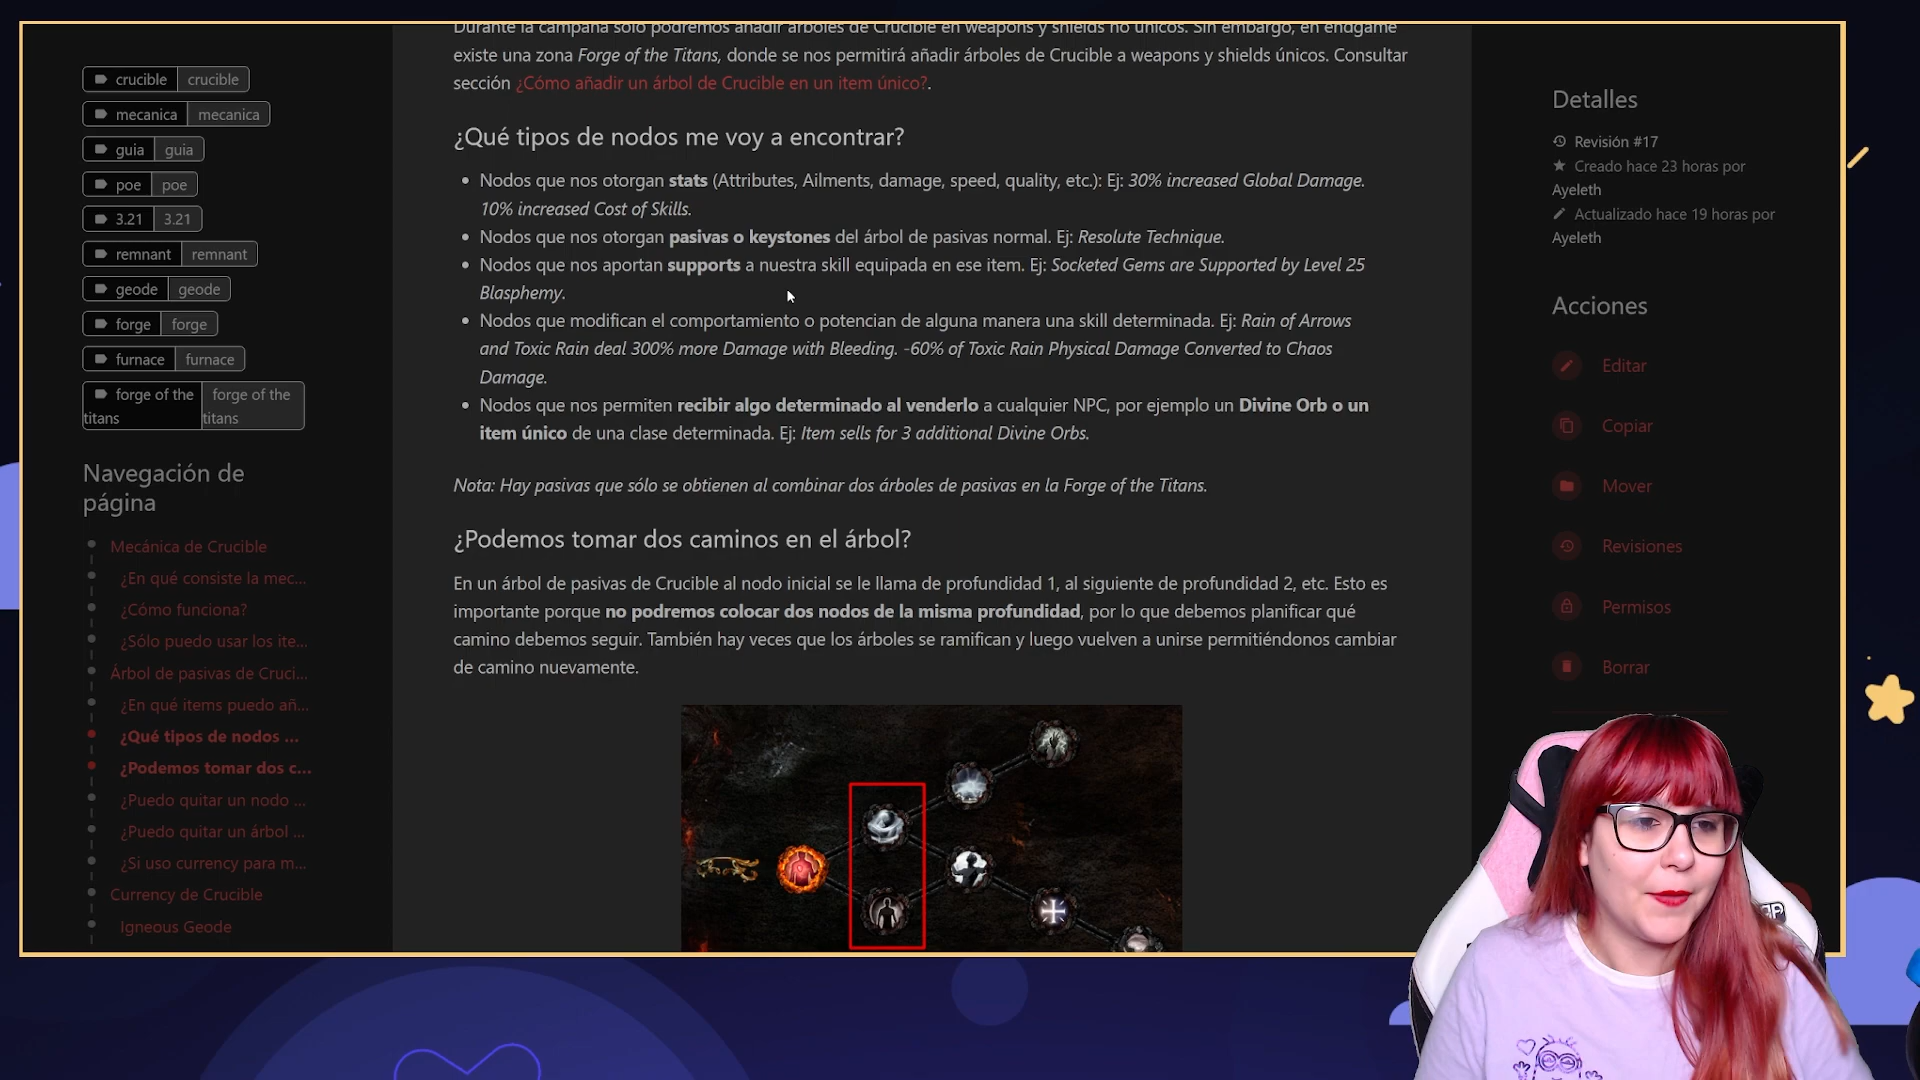 crucible crucible
mecanica mecanica
guia guia
poe poe
3.21 3.21
remnant remnant
geode geode
forge forge
furnace furnace
forge of the titans forge of the titans
Navegación de
página
Mecánica de Crucible
¿En qué consiste la mec...
¿Cómo funciona?
¿Sólo puedo usar los ite...
Árbol de pasivas de Cruci...
¿En qué items puedo añ...
¿Qué tipos de nodos ...
¿Podemos tomar dos c...
¿Puedo quitar un nodo ...
¿Puedo quitar un árbol ...
¿Si uso currency para m...
Currency de Crucible
Igneous Geode
Durante la campaña sólo podremos añadir árboles de Crucible en weapons y shields no únicos. Sin embargo, en endgame
existe una zona Forge of the Titans, donde se nos permitirá añadir árboles de Crucible a weapons y shields únicos. Consultar
sección ¿Cómo añadir un árbol de Crucible en un item único?.
¿Qué tipos de nodos me voy a encontrar?
Nodos que nos otorgan stats (Attributes, Ailments, damage, speed, quality, etc.): Ej: 30% increased Global Damage.
10% increased Cost of Skills.
Nodos que nos otorgan pasivas o keystones del árbol de pasivas normal. Ej: Resolute Technique.
Nodos que nos aportan supports a nuestra skill equipada en ese item. Ej: Socketed Gems are Supported by Level 25
Blasphemy.
Nodos que modifican el comportamiento o potencian de alguna manera una skill determinada. Ej: Rain of Arrows
and Toxic Rain deal 300% more Damage with Bleeding. -60% of Toxic Rain Physical Damage Converted to Chaos
Damage.
Nodos que nos permiten recibir algo determinado al venderlo a cualquier NPC, por ejemplo un Divine Orb o un
item único de una clase determinada. Ej: Item sells for 3 additional Divine Orbs.
Nota: Hay pasivas que sólo se obtienen al combinar dos árboles de pasivas en la Forge of the Titans.
¿Podemos tomar dos caminos en el árbol?
En un árbol de pasivas de Crucible al nodo inicial se le llama de profundidad 1, al siguiente de profundidad 2, etc. Esto es
importante porque no podremos colocar dos nodos de la misma profundidad, por lo que debemos planificar qué
camino debemos seguir. También hay veces que los árboles se ramifican y luego vuelven a unirse permitiéndonos cambiar
de camino nuevamente.
Detalles
Revisión #17
Creado hace 23 horas por
Ayeleth
Actualizado hace 19 horas por
Ayeleth
Acciones
Editar
Copiar
Mover
Revisiones
Permisos
Borrar